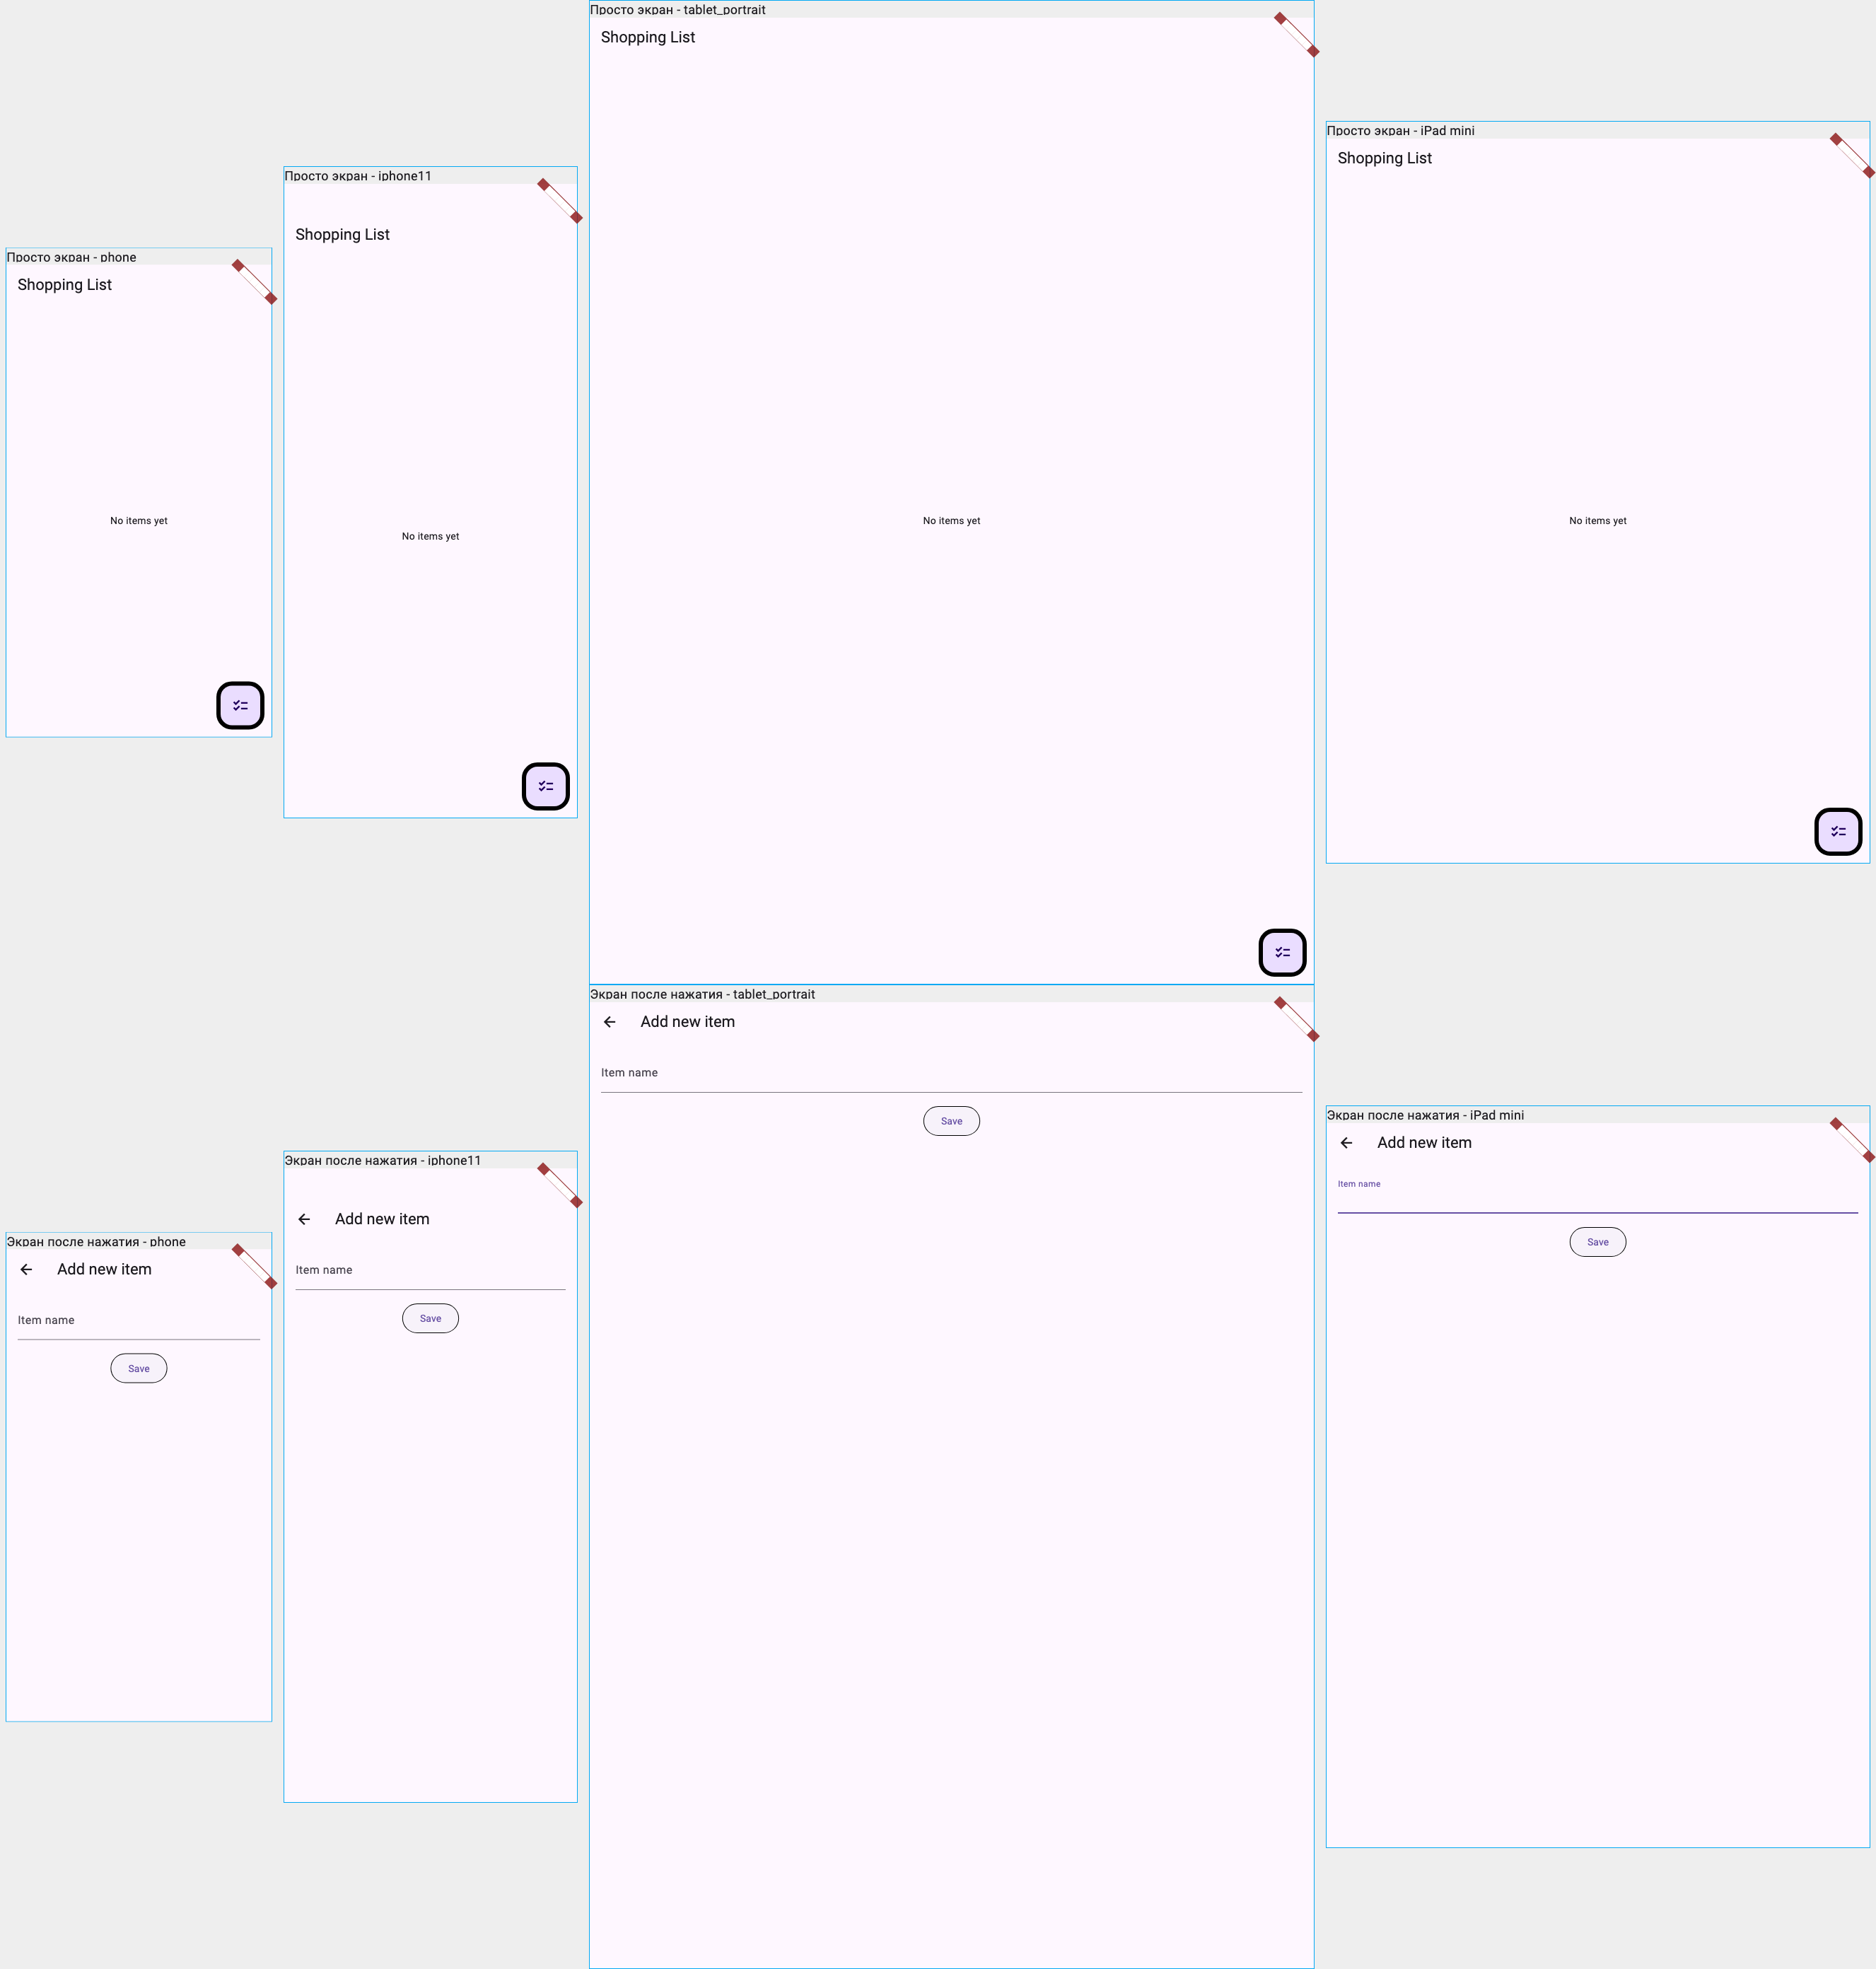 Просто экран - phone
Shopping List
No items yet
Просто экран - iphone11
Shopping List
No items yet
Просто экран - tablet_portrait
Shopping List
No items yet
Просто экран - iPad mini
Shopping List
No items yet
Экран после нажатия - phone
Add new item
Item name
Save
Экран после нажатия - iphone11
Add new item
Item name
Save
Экран после нажатия - tablet_portrait
Add new item
Item name
Save
Экран после нажатия - iPad mini
Add new item
Item name
Save